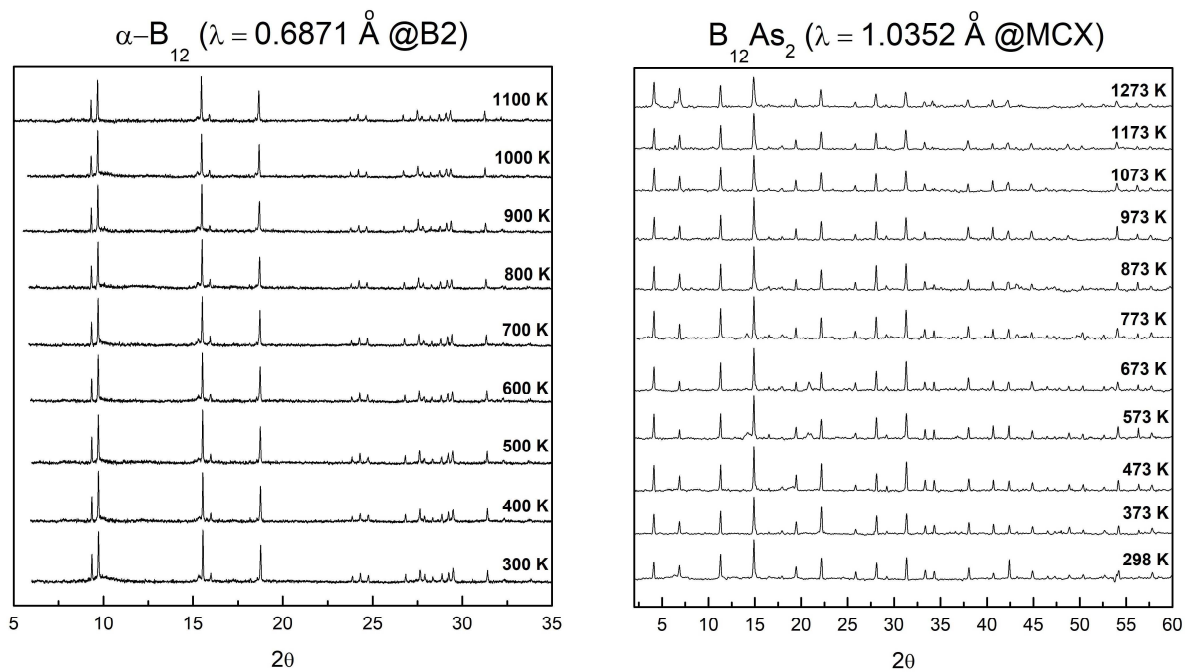 α–B12 (λ = 0.6871 Å @B2)
1100 K
1000 K
900 K
800 K
700 K
600 K
500 K
400 K
300 K
5 10 15 20 25 30 35
2θ
B12As2 (λ = 1.0352 Å @MCX)
1273 K
1173 K
1073 K
973 K
873 K
773 K
673 K
573 K
473 K
373 K
298 K
5 10 15 20 25 30 35 40 45 50 55 60
2θ